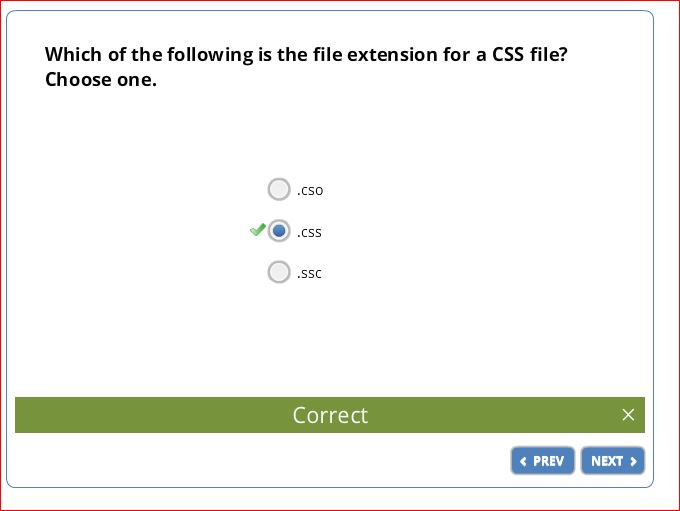 Which of the following is the file extension for a CSS file?
Choose one.
.cso
.css
.ssc
Correct
PREV
NEXT